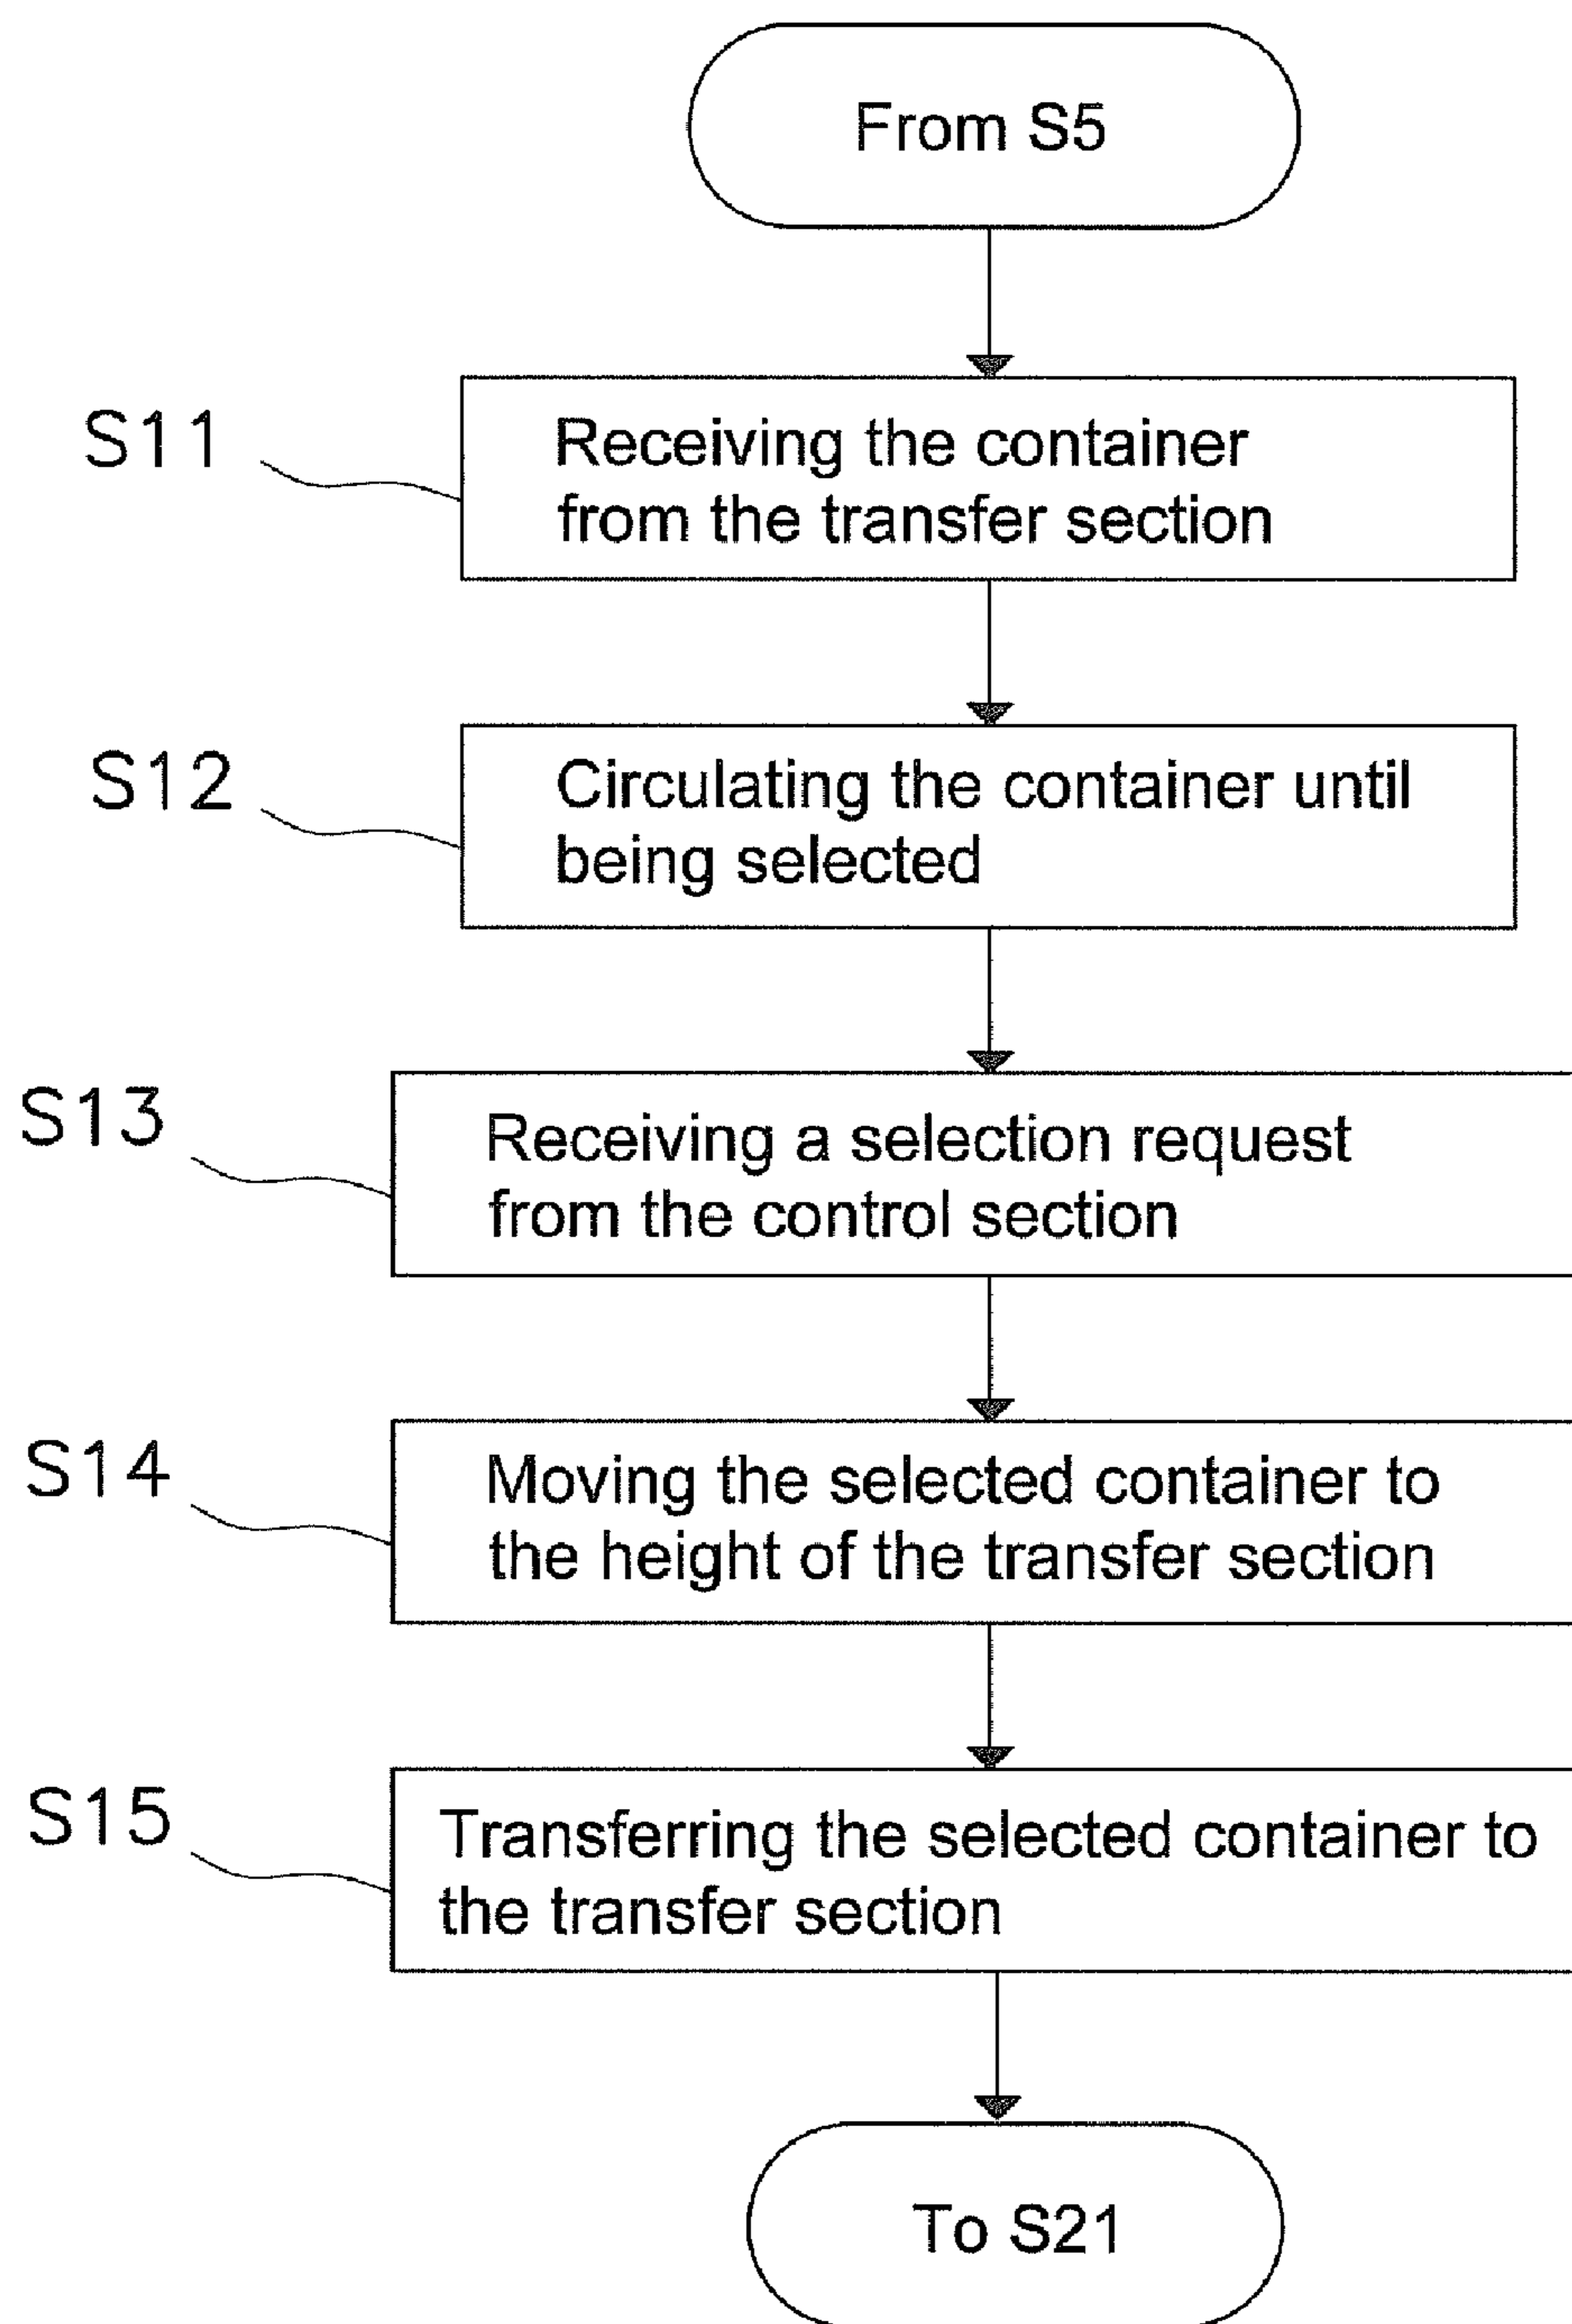 From S5
S11
Receiving the container
from the transfer section
S12
Circulating the container until
being selected
S13
Receiving a selection request
from the control section
S14
Moving the selected container to
the height of the transfer section
S15
Transferring the selected container to
the transfer section
To S21